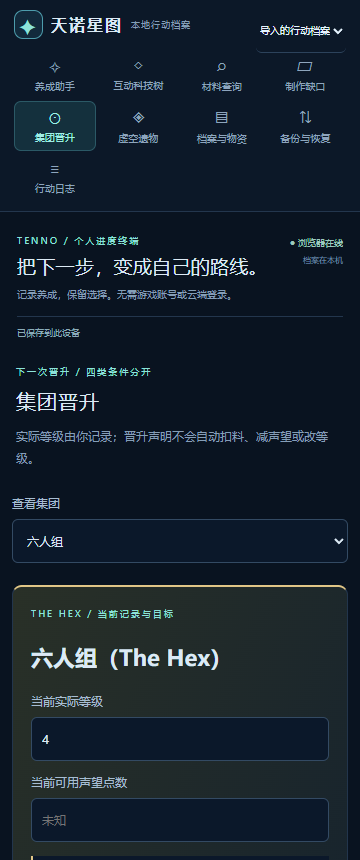 天诺星图 本地行动档案 导入的行动档案
养成助手 互动科技树 材料查询 制作缺口
集团晋升 虚空遗物 档案与物资 备份与恢复
行动日志
TENNO / 个人进度终端 浏览器在线
把下一步，变成自己的路线。 档案在本机
记录养成，保留选择。无需游戏账号或云端登录。
已保存到此设备
下一次晋升 / 四类条件分开
集团晋升
实际等级由你记录；晋升声明不会自动扣料、减声望或改等
级。
查看集团
六人组
THE HEX / 当前记录与目标
六人组（The Hex）
当前实际等级
4
当前可用声望点数
未知